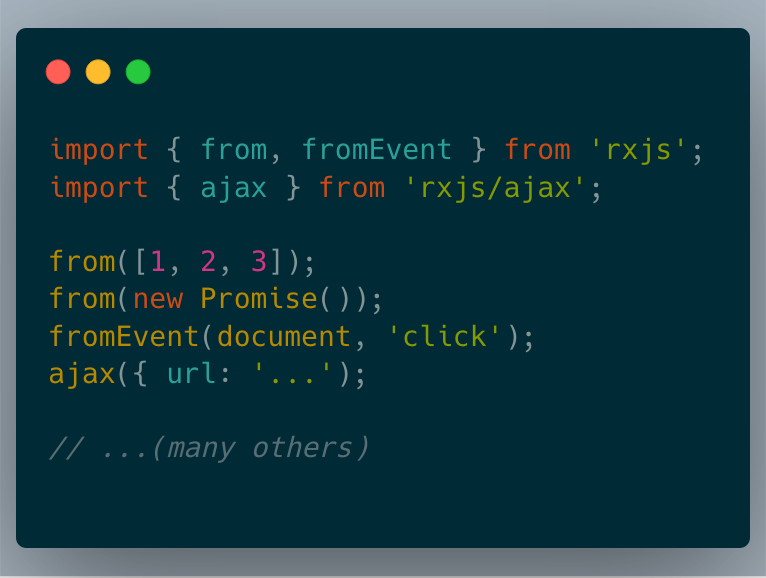 import { from, fromEvent } from 'rxjs';
import { ajax } from 'rxjs/ajax';
from([1, 2, 3]);
from(new Promise());
fromEvent(document, 'click');
ajax({ url: '...');
// ...(many others)